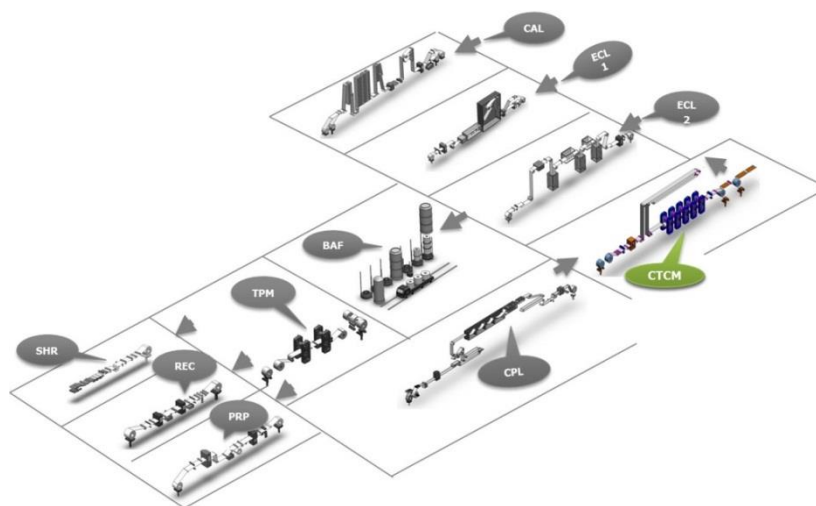 CAL
ECL
1
ECL
2
BAF
CTCM
TPM
SHR
REC
CPL
PRP